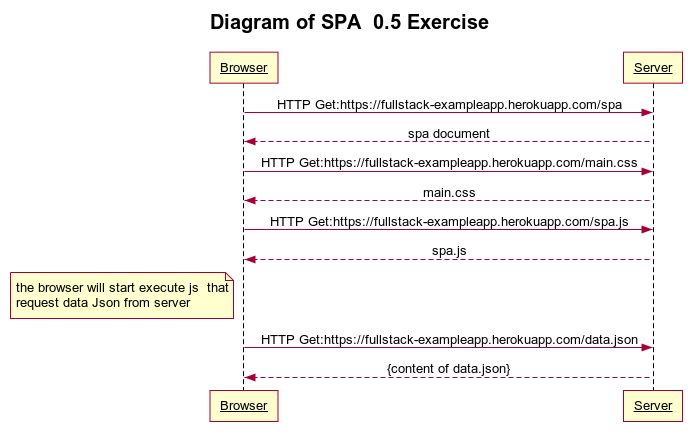 Diagram of SPA  0.5 Exercise
Browser
Server
HTTP Get:https://fullstack-exampleapp.herokuapp.com/spa
spa document
HTTP Get:https://fullstack-exampleapp.herokuapp.com/main.css
main.css
HTTP Get:https://fullstack-exampleapp.herokuapp.com/spa.js
spa.js
the browser will start execute js  that
request data Json from server
HTTP Get:https://fullstack-exampleapp.herokuapp.com/data.json
{content of data.json}
Browser
Server